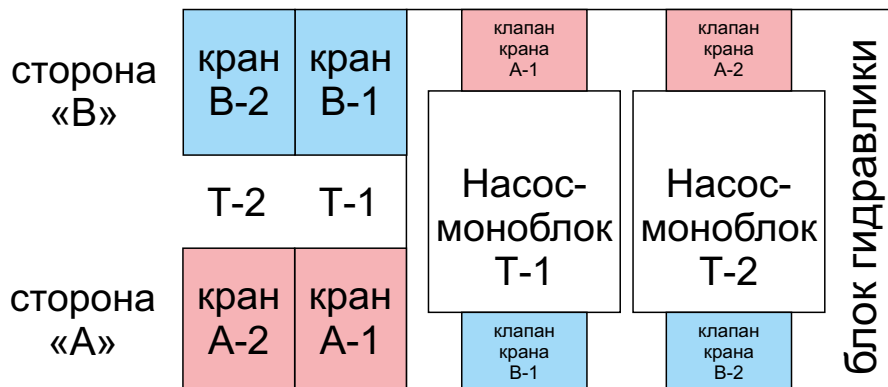 сторона
«В»
кран
В-2
кран
В-1
клапан
крана
А-1
клапан
крана
А-2
Т-2
Т-1
Насос-
моноблок
Т-1
Насос-
моноблок
Т-2
блок гидравлики
сторона
«А»
кран
А-2
кран
А-1
клапан
крана
В-1
клапан
крана
В-2